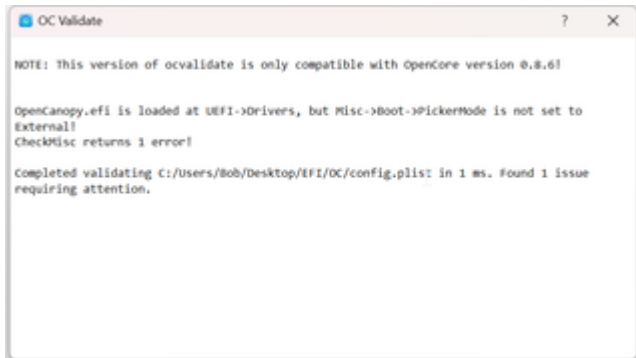 OC Validate
NOTE: This version of ocvalidate is only compatible with OpenCore version 0.8.6!
OpenCanopy.efi is loaded at UEFI->Drivers, but Misc->Boot->PickerMode is not set to
External!
CheckMisc returns 1 error!
Completed validating C:/Users/Bob/Desktop/EFI/OC/config.plist in 1 ms. Found 1 issue
requiring attention.